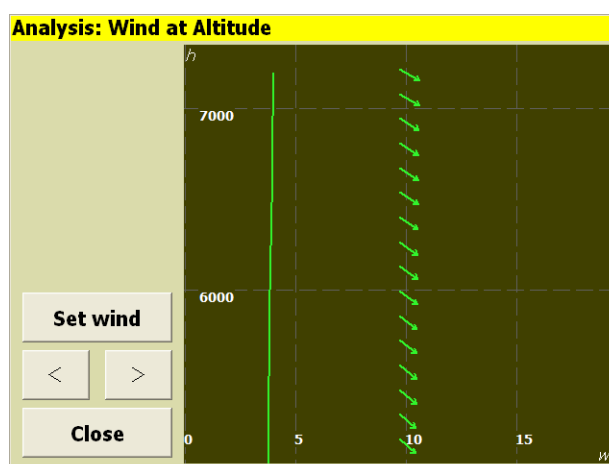 Analysis: Wind at Altitude
h
7000
6000
Set wind
< >
Close
0 5 10 15
w